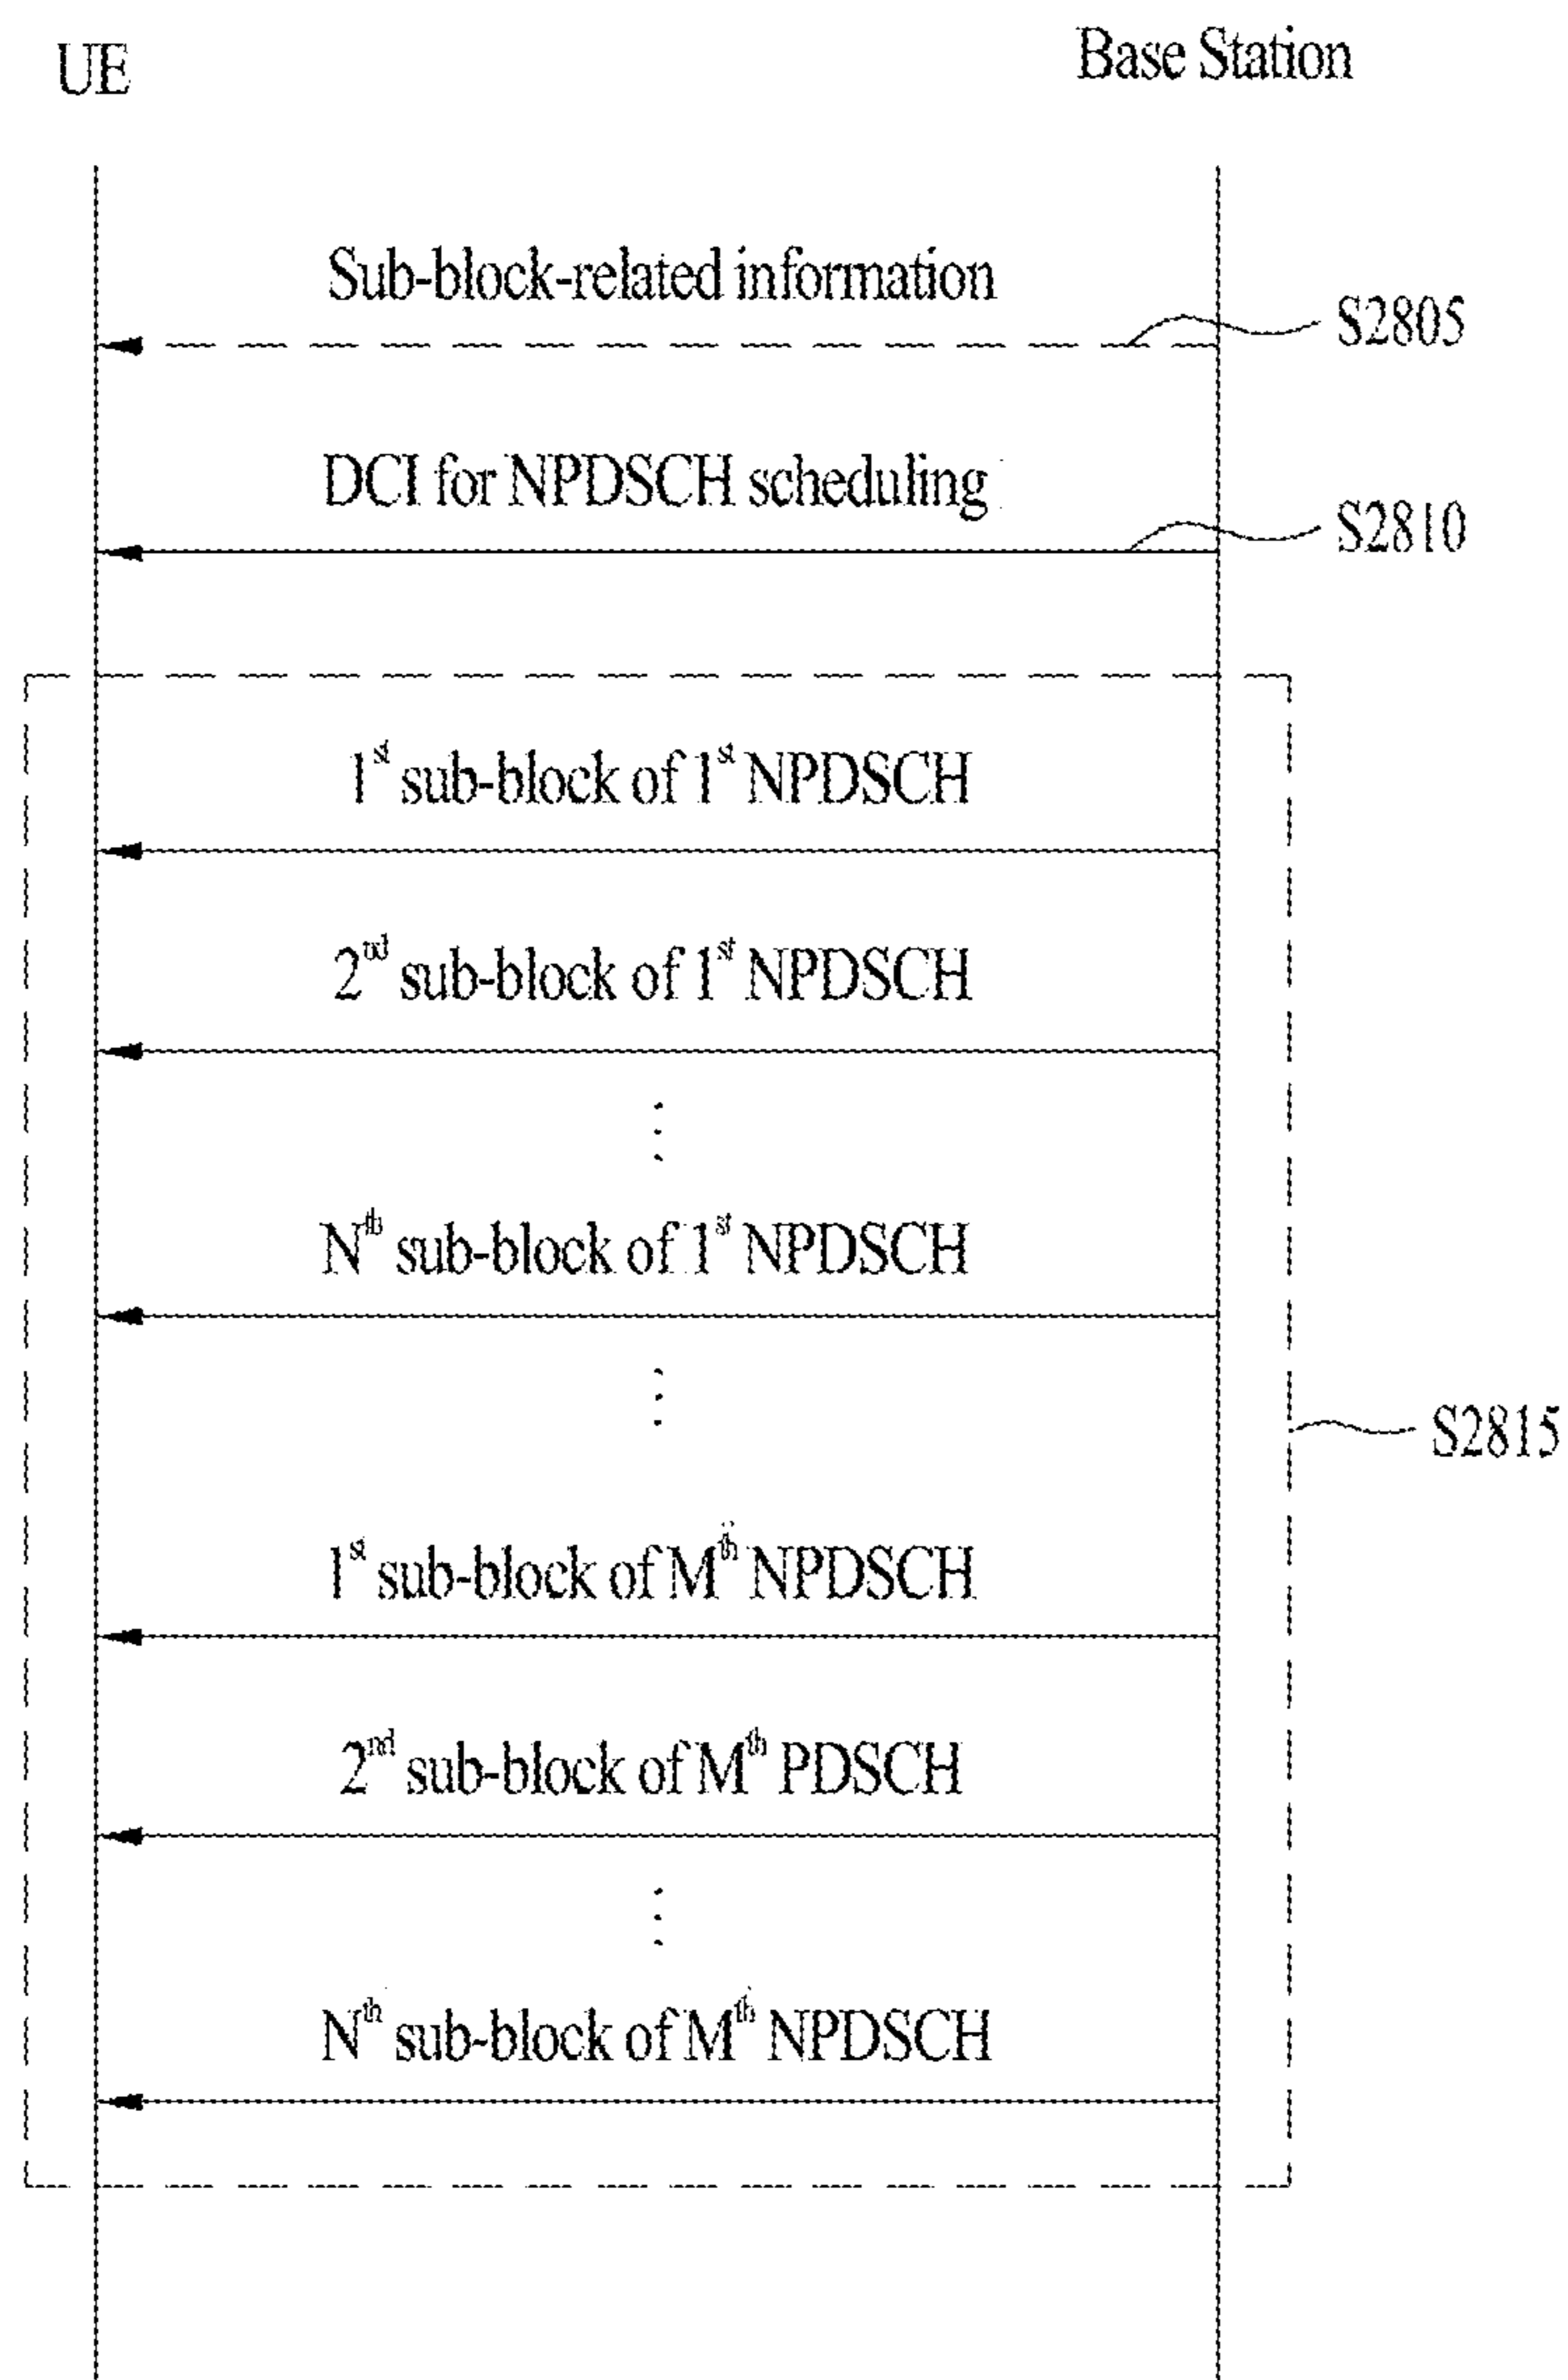 UE
Base Station
Sub-block-related information
S2805
DCI for NPDSCH scheduling
S2810
1st sub-block of 1st NPDSCH
2nd sub-block of 1st NPDSCH
Nth sub-block of 1st NPDSCH
S2815
1st sub-block of Mth NPDSCH
2nd sub-block of Mth PDSCH
Nth sub-block of Mth NPDSCH